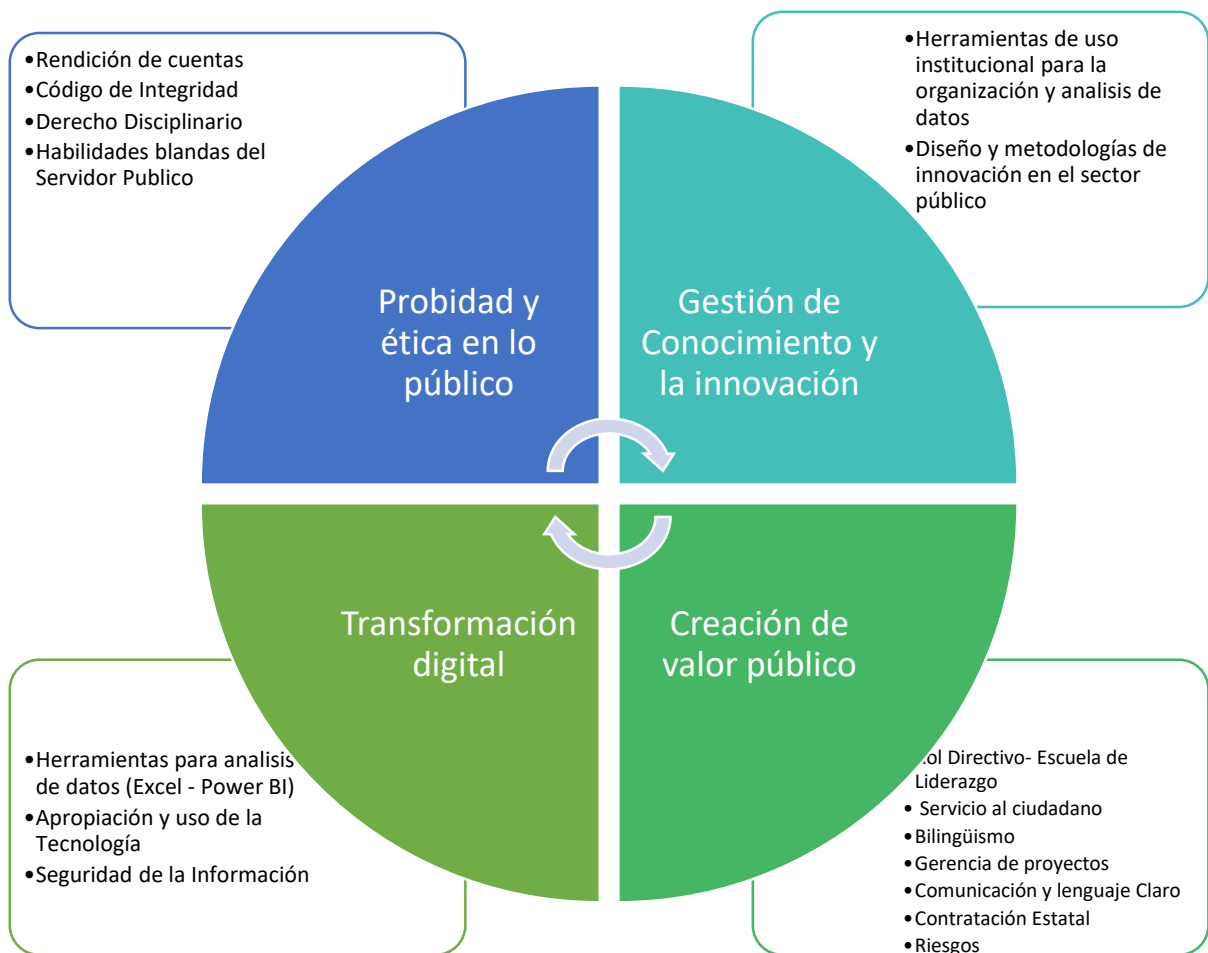 •Rendición de cuentas
•Código de Integridad
•Derecho Disciplinario
•Habilidades blandas del
Servidor Publico
•Herramientas de uso
institucional para la
organización y analisis de
datos
•Diseño y metodologías de
innovación en el sector
público
Probidad y
ética en lo
público
Gestión de
Conocimiento y
la innovación
Transformación
digital
Creación de
valor público
•Herramientas para analisis
de datos (Excel - Power BI)
•Apropiación y uso de la
Tecnología
•Seguridad de la Información
Directivo- Escuela de
Liderazgo
• Servicio al ciudadano
•Bilingüismo
•Gerencia de proyectos
•Comunicación y lenguaje Claro
•Contratación Estatal
•Riesgos